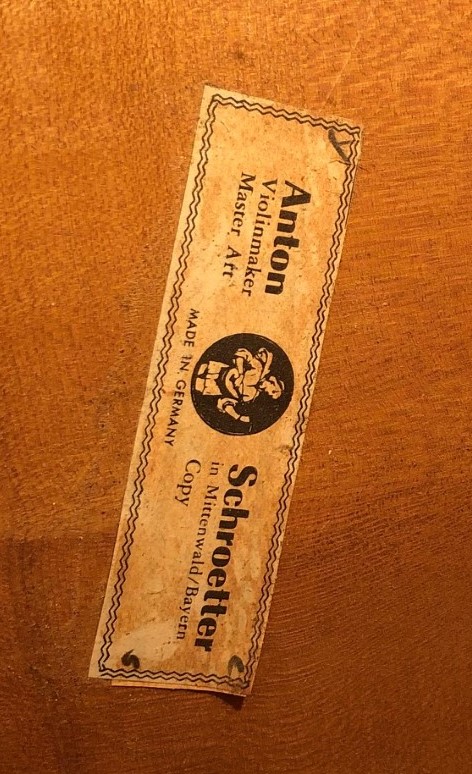 Anton
Violinmaker
Master Art
MADE IN GERMANY
Schroetter
in Mittenwald/Bayern
Copy